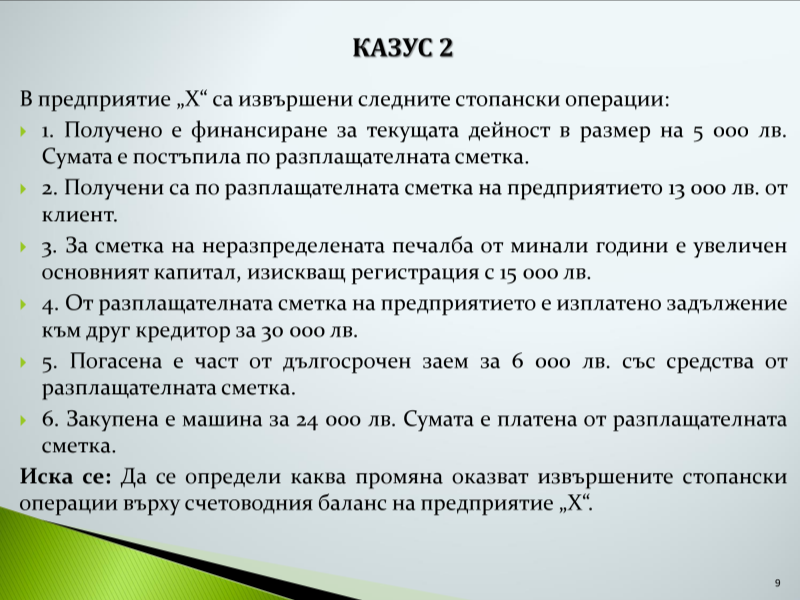 КАЗУС 2
В предприятие „Х“ са извършени следните стопански операции:
1. Получено е финансиране за текущата дейност в размер на 5 000 лв.
Сумата е постъпила по разплащателната сметка.
2. Получени са по разплащателната сметка на предприятието 13 000 лв. от
клиент.
3. За сметка на неразпределената печалба от минали години е увеличен
основният капитал, изискващ регистрация с 15 000 лв.
4. От разплащателната сметка на предприятието е изплатено задължение
към друг кредитор за 30 000 лв.
5. Погасена е част от дългосрочен заем за 6 000 лв. със средства от
разплащателната сметка.
6. Закупена е машина за 24 000 лв. Сумата е платена от разплащателната
сметка.
Иска се: Да се определи каква промяна оказват извършените стопански
операции върху счетоводния баланс на предприятие „Х“.
9